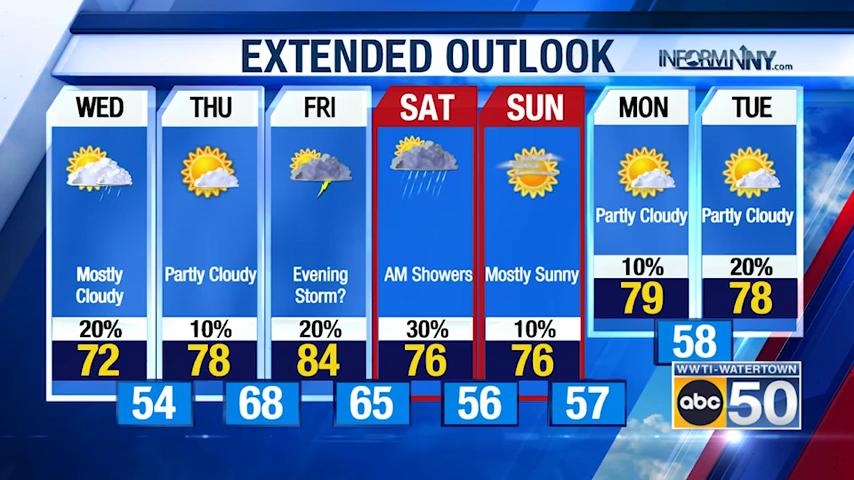 EXTENDED OUTLOOK
INFORMNNY.com
WED
THU
FRI
SAT
SUN
MON
TUE
Mostly
Cloudy
Partly Cloudy
Evening
Storm?
AM Showers
Mostly Sunny
Partly Cloudy
Partly Cloudy
20%
10%
20%
30%
10%
10%
20%
72
78
84
76
76
79
78
54
68
65
56
57
58
WWTI-WATERTOWN
abc 50